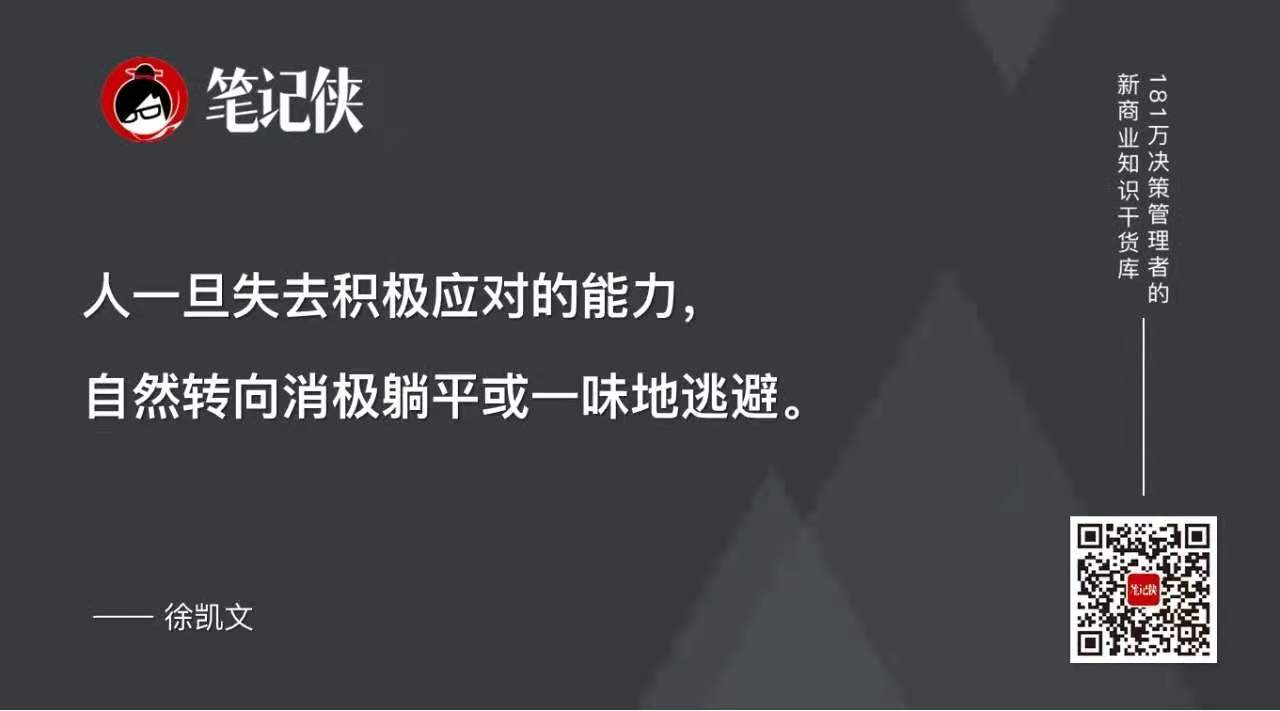 笔记侠
181万决策管理者的
新商业知识干货库
人一旦失去积极应对的能力，
自然转向消极躺平或一味地逃避。
—— 徐凯文
笔记侠